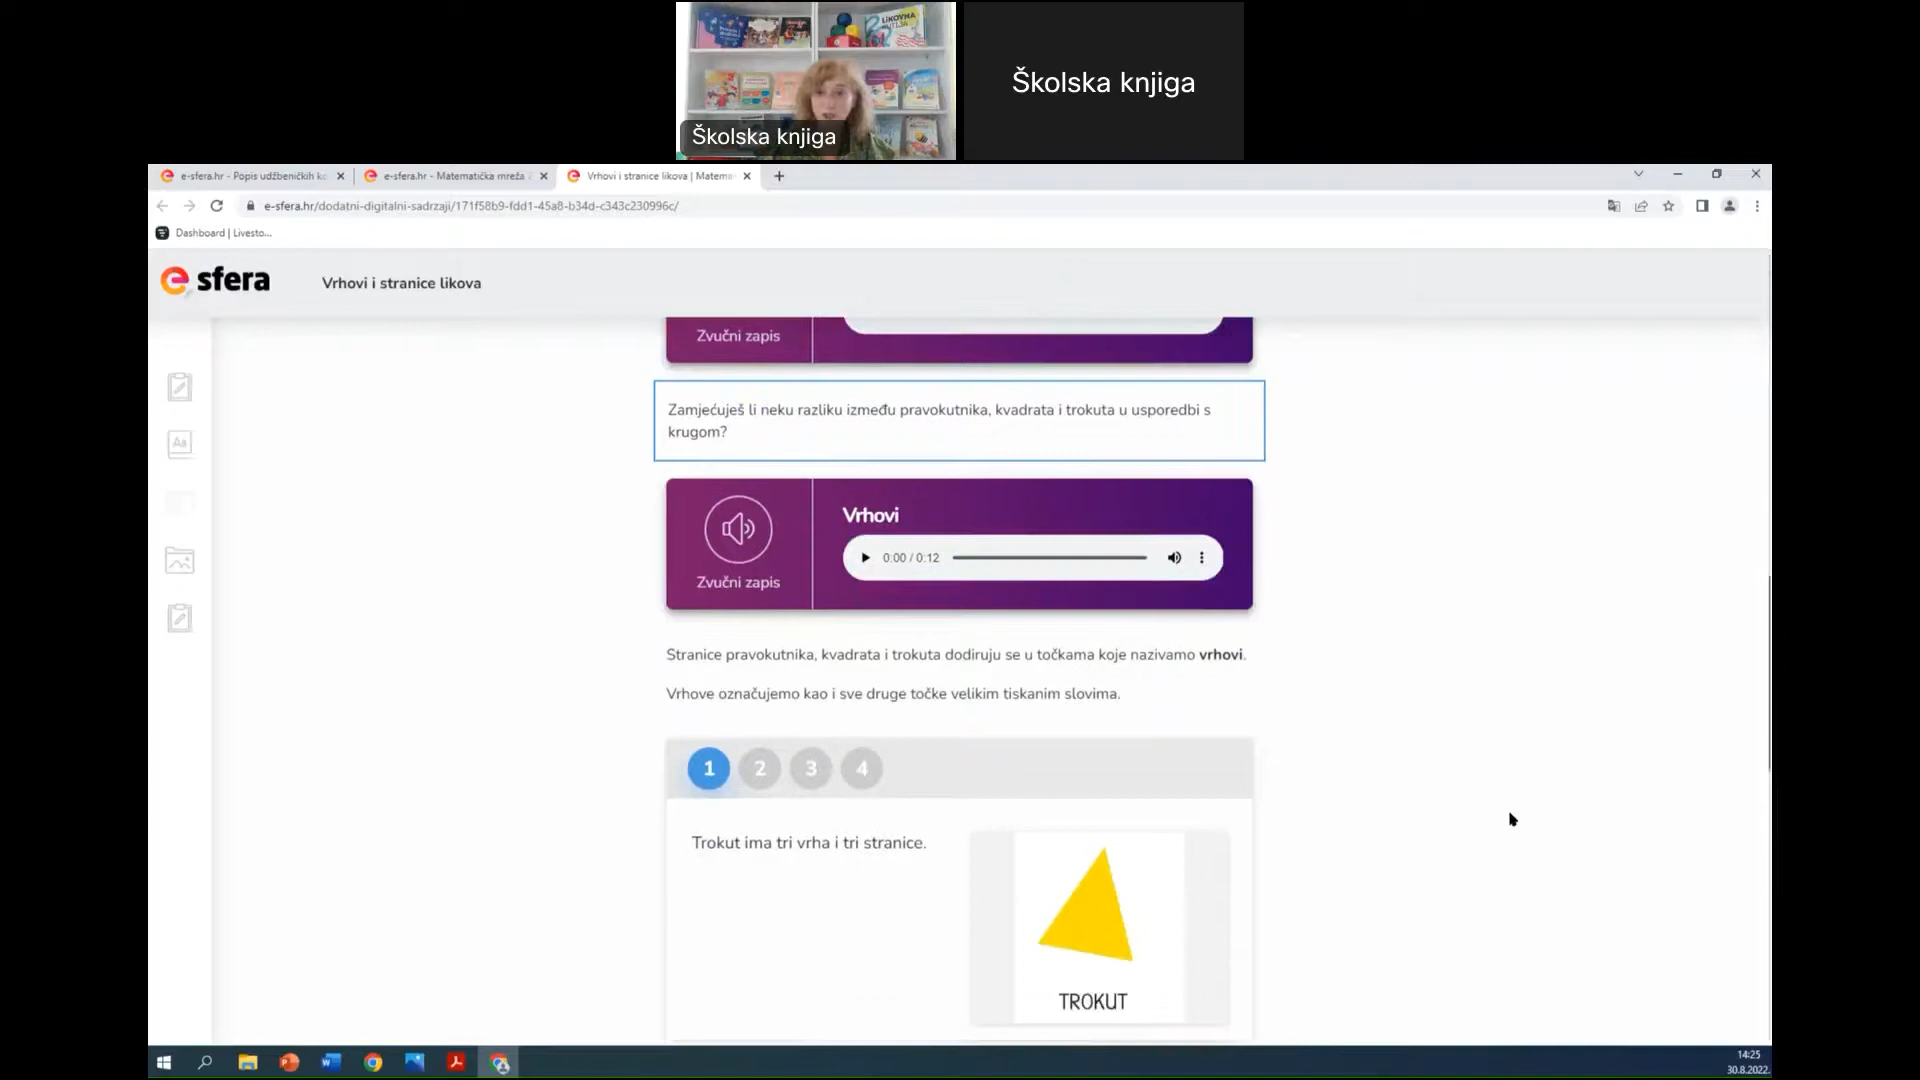 LIKOVNA
Školska knjiga
Školska knjiga
e-sfera.hr - Popis udžbeničkih ko
e-sfera.hr - Matematička mreža
Vrhovi i stranice likova | Matema
e-sfera.hr/dodatni-digitalni-sadrzaji/171f58b9-fdd1-45a8-b34d-c343c230996c/
Dashboard | Livesto...
e sfera
Vrhovi i stranice likova
Zvučni zapis
Aa
Zamjećuješ li neku razliku između pravokutnika, kvadrata i trokuta u usporedbi s
krugom?
Vrhovi
0:00 / 0:12
Zvučni zapis
Stranice pravokutnika, kvadrata i trokuta dodiruju se u točkama koje nazivamo vrhovi.
Vrhove označujemo kao i sve druge točke velikim tiskanim slovima.
1 2 3 4
Trokut ima tri vrha i tri stranice.
TROKUT
14:25
30.8.2022.